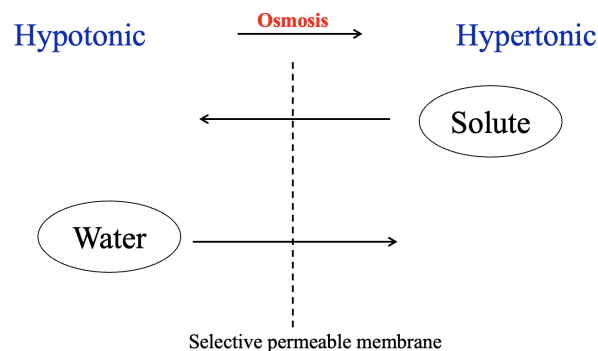 Osmosis
Hypotonic
Hypertonic
Solute
Water
Selective permeable membrane